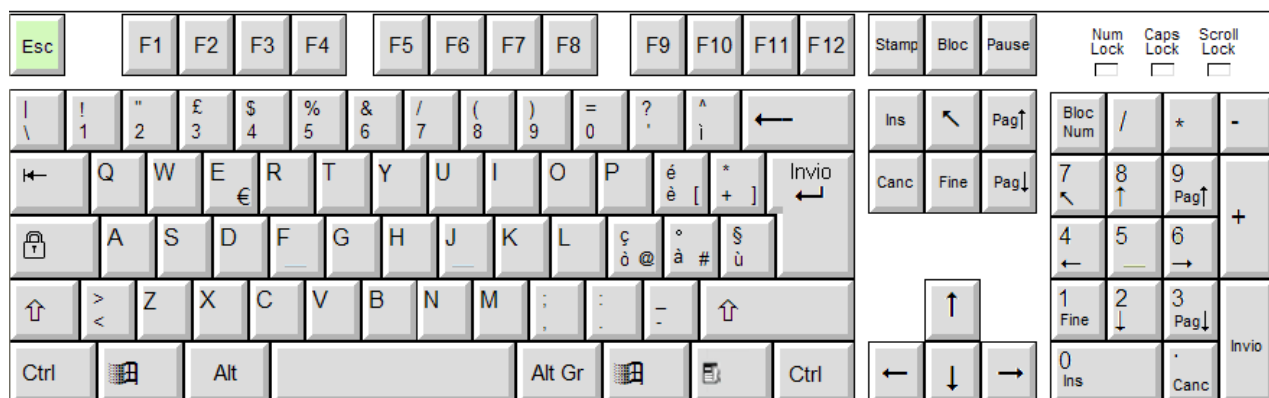 Esc F1 F2 F3 F4 F5 F6 F7 F8 F9 F10 F11 F12 Stamp Bloc Pause Num Lock Caps Lock Scroll Lock
| ! " £ $ % & / ( ) = ? ^
\ 1 2 3 4 5 6 7 8 9 0 ' ì ← Ins ↖ Pag↑ Bloc Num / * -
Q W E R T Y U I O P é * Invio 7 8 9
€ è [ + ] ↵ Canc Fine Pag↓ ↖ ↑ Pag↑ +
A S D F G H J K L ç ° § 4 5 6
ò @ à # ù ← →
⇧ > Z X C V B N M ; : _ ⇧ ↑ 1 2 3
< , . - Fine ↓ Pag↓
Ctrl Alt Alt Gr Ctrl ← ↓ → 0 . Invio
Ins Canc